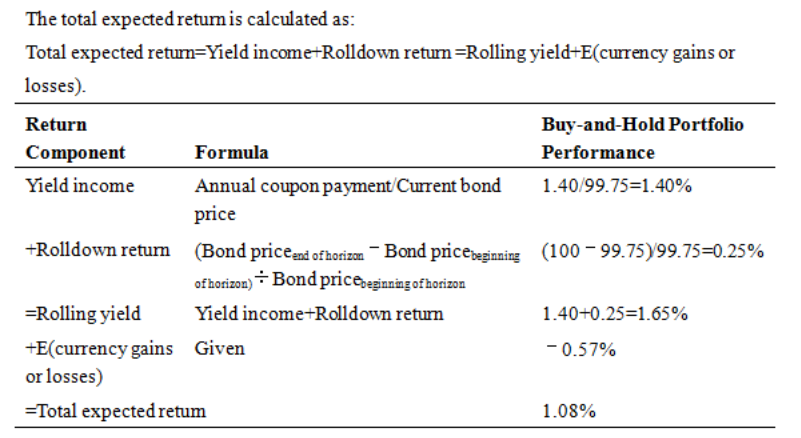 The total expected return is calculated as:
Total expected return=Yield income+Rolldown return =Rolling yield+E(currency gains or
losses).
Return Component Formula Buy-and-Hold Portfolio Performance
Yield income Annual coupon payment/Current bond price 1.40/99.75=1.40%
+Rolldown return (Bond price end of horizon − Bond price beginning of horizon) ÷ Bond price beginning of horizon (100 − 99.75)/99.75=0.25%
=Rolling yield Yield income+Rolldown return 1.40+0.25=1.65%
+E(currency gains or losses) Given −0.57%
=Total expected return 1.08%